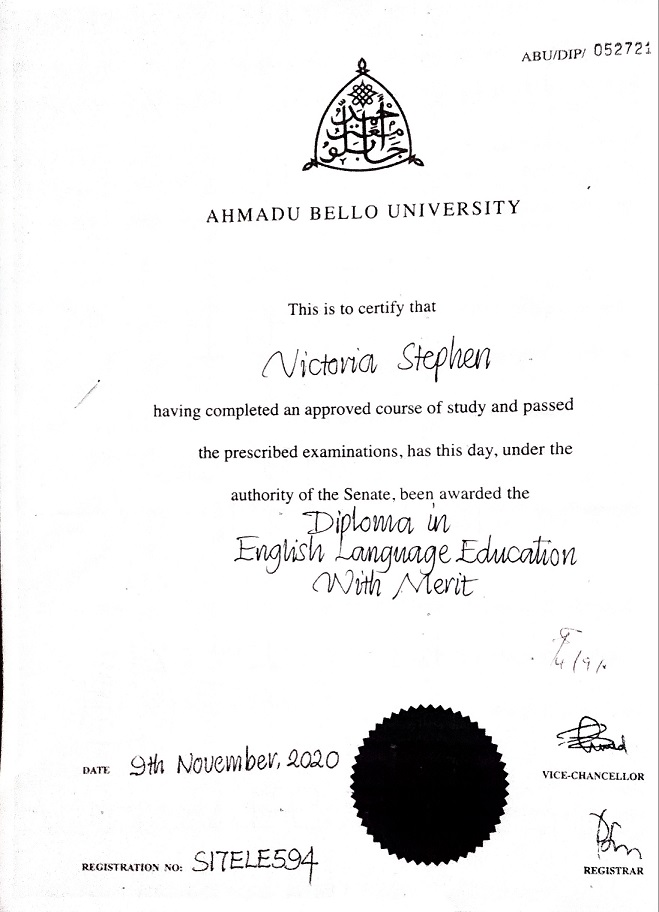 ABU/DIP/ 052721
AHMADU BELLO UNIVERSITY
This is to certify that
Victoria Stephen
having completed an approved course of study and passed
the prescribed examinations, has this day, under the
authority of the Senate, been awarded the
Diploma in
English Language Education
With Merit
DATE 9th November, 2020
VICE-CHANCELLOR
REGISTRATION NO: S17ELE594
REGISTRAR